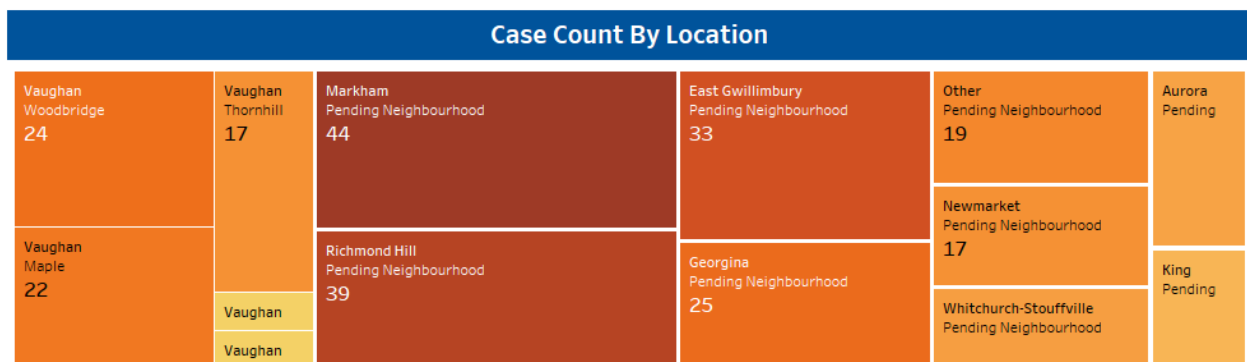 Case Count By Location
Vaughan
Woodbridge
24
Vaughan
Maple
22
Vaughan
Thornhill
17
Vaughan
Vaughan
Markham
Pending Neighbourhood
44
Richmond Hill
Pending Neighbourhood
39
East Gwillimbury
Pending Neighbourhood
33
Georgina
Pending Neighbourhood
25
Other
Pending Neighbourhood
19
Newmarket
Pending Neighbourhood
17
Whitchurch-Stouffville
Pending Neighbourhood
Aurora
Pending
King
Pending